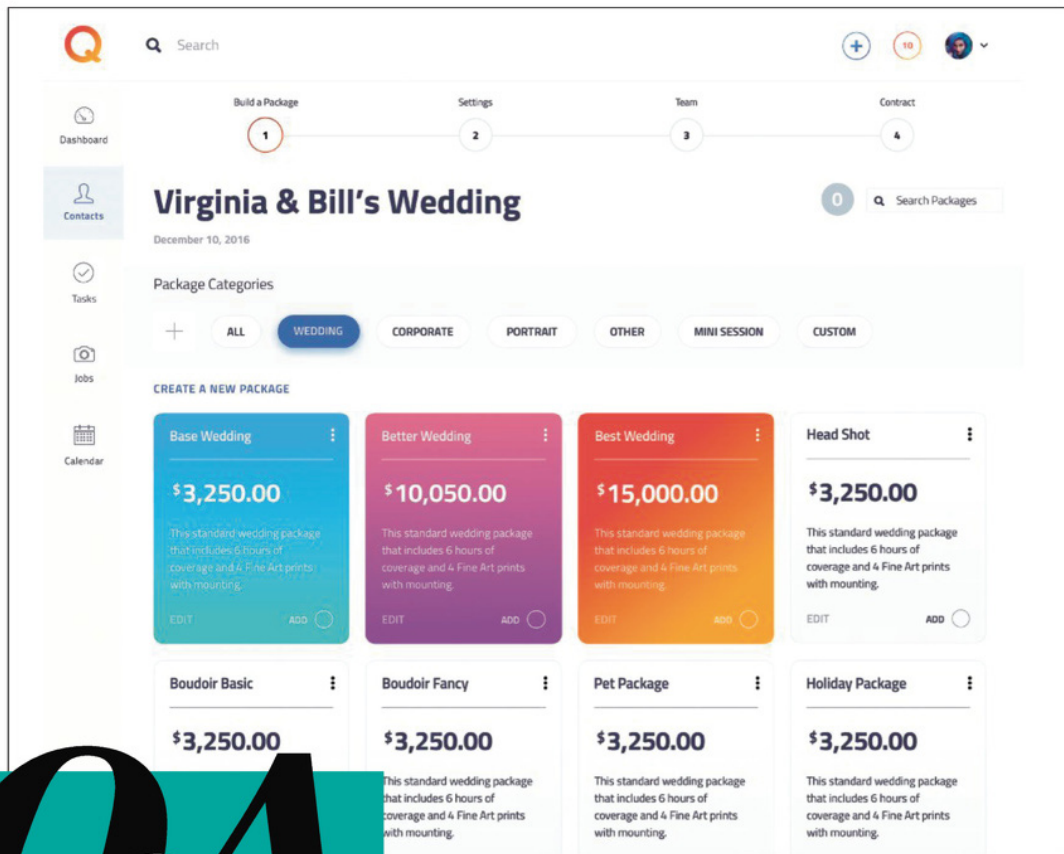 Q
Search
10
Build a Package
Settings
Team
Contract
1
2
3
4
Dashboard
Contacts
Tasks
Jobs
Calendar
Virginia & Bill's Wedding
0
Search Packages
December 10, 2016
Package Categories
ALL
WEDDING
CORPORATE
PORTRAIT
OTHER
MINI SESSION
CUSTOM
CREATE A NEW PACKAGE
Base Wedding
$3,250.00
This standard wedding package
that includes 6 hours of
coverage and 4 Fine Art prints
with mounting.
EDIT
ADD
Better Wedding
$10,050.00
This standard wedding package
that includes 6 hours of
coverage and 4 Fine Art prints
with mounting.
EDIT
ADD
Best Wedding
$15,000.00
This standard wedding package
that includes 6 hours of
coverage and 4 Fine Art prints
with mounting.
EDIT
ADD
Head Shot
$3,250.00
This standard wedding package
that includes 6 hours of
coverage and 4 Fine Art prints
with mounting.
EDIT
ADD
Boudoir Basic
$3,250.00
Boudoir Fancy
$3,250.00
This standard wedding package
that includes 6 hours of
coverage and 4 Fine Art prints
with mounting.
Pet Package
$3,250.00
This standard wedding package
that includes 6 hours of
coverage and 4 Fine Art prints
with mounting.
Holiday Package
$3,250.00
This standard wedding package
that includes 6 hours of
coverage and 4 Fine Art prints
with mounting.